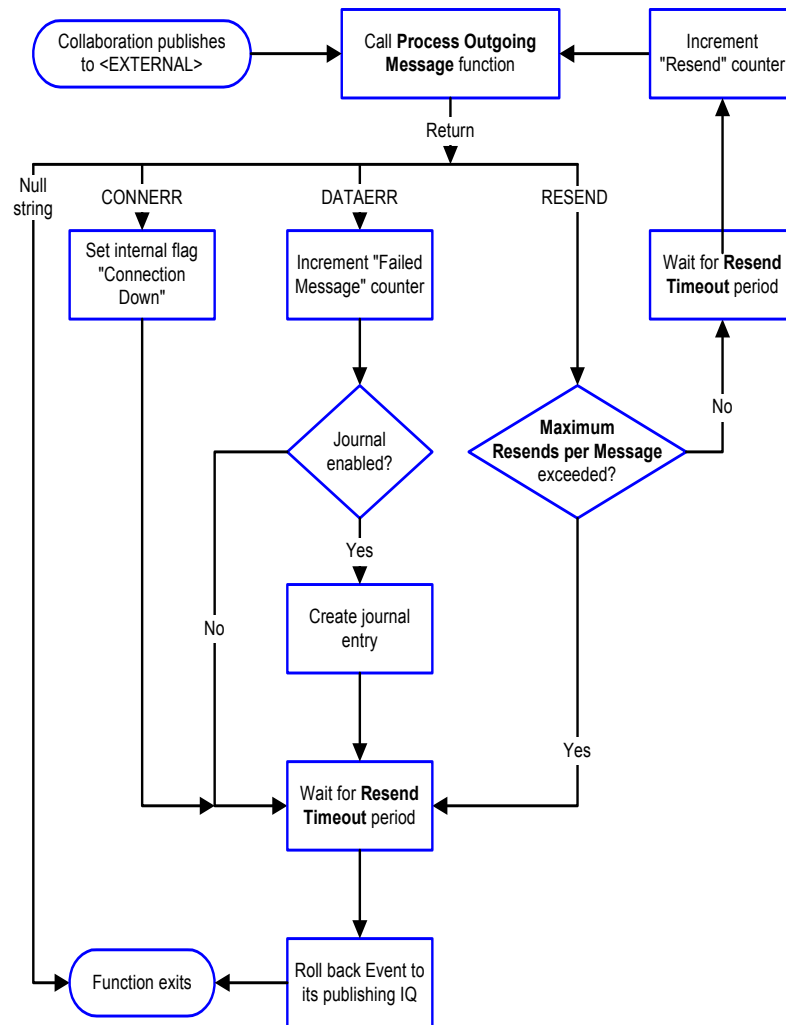 Collaboration publishes
to <EXTERNAL>
Call Process Outgoing
Message function
Increment
"Resend" counter
Return
Null
string
CONNERR
DATAERR
RESEND
Set internal flag
"Connection
Down"
Increment "Failed
Message" counter
Wait for Resend
Timeout period
No
Journal
enabled?
Maximum
Resends per Message
exceeded?
Yes
No
Create journal
entry
Yes
Wait for Resend
Timeout period
Function exits
Roll back Event to
its publishing IQ